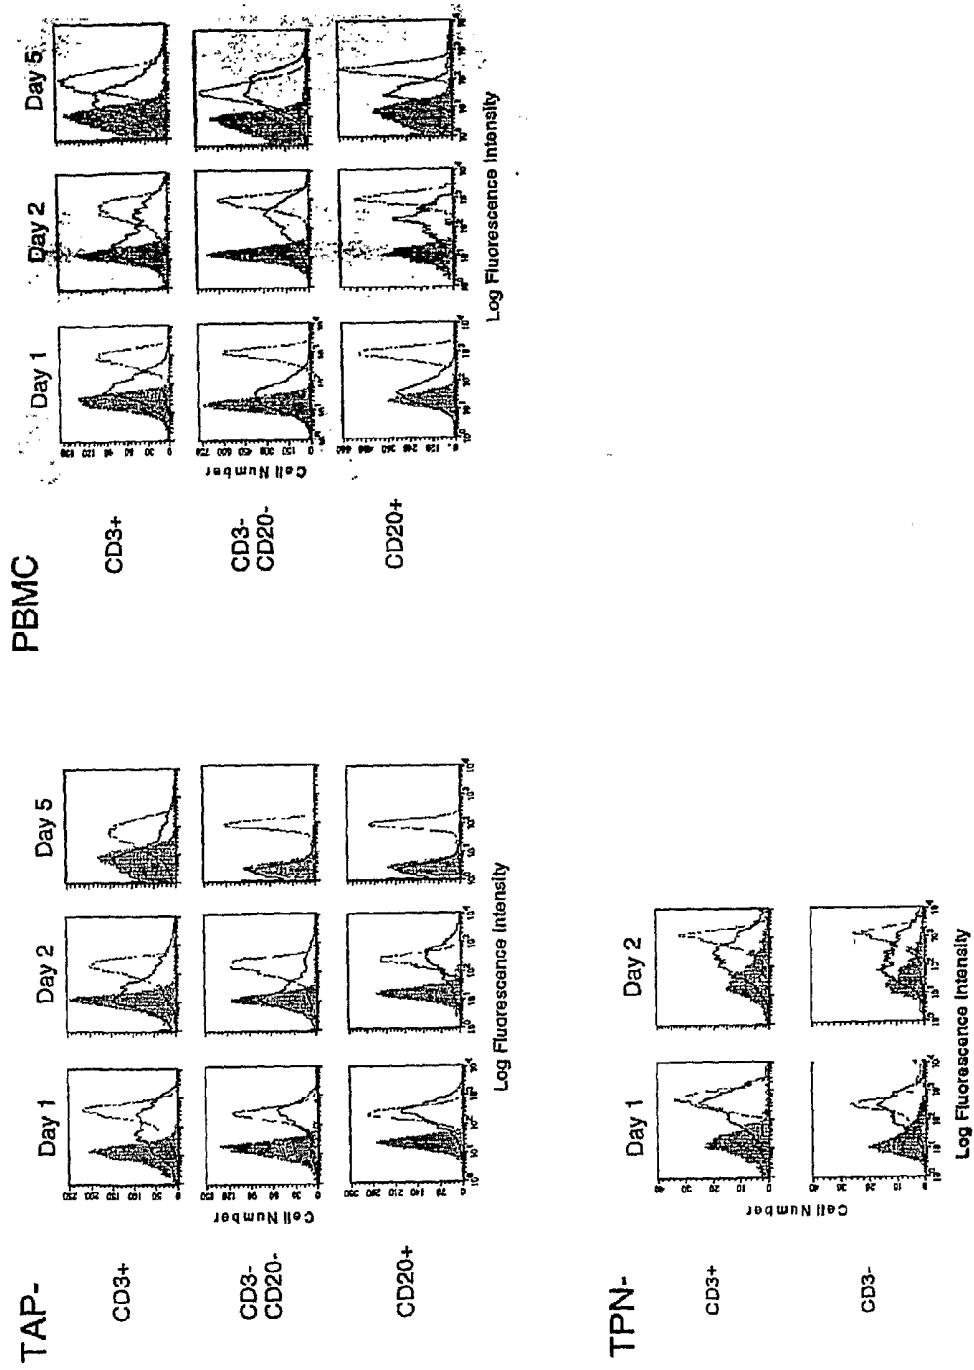 TAP-
Day 1
Day 2
Day 5
CD3+
CD3-
CD20-
CD20+
Cell Number
Log Fluorescence Intensity
PBMC
Day 1
Day 2
Day 5
CD3+
CD3-
CD20-
CD20+
Cell Number
Log Fluorescence Intensity
TPN-
Day 1
Day 2
CD3+
CD3-
Cell Number
Log Fluorescence Intensity